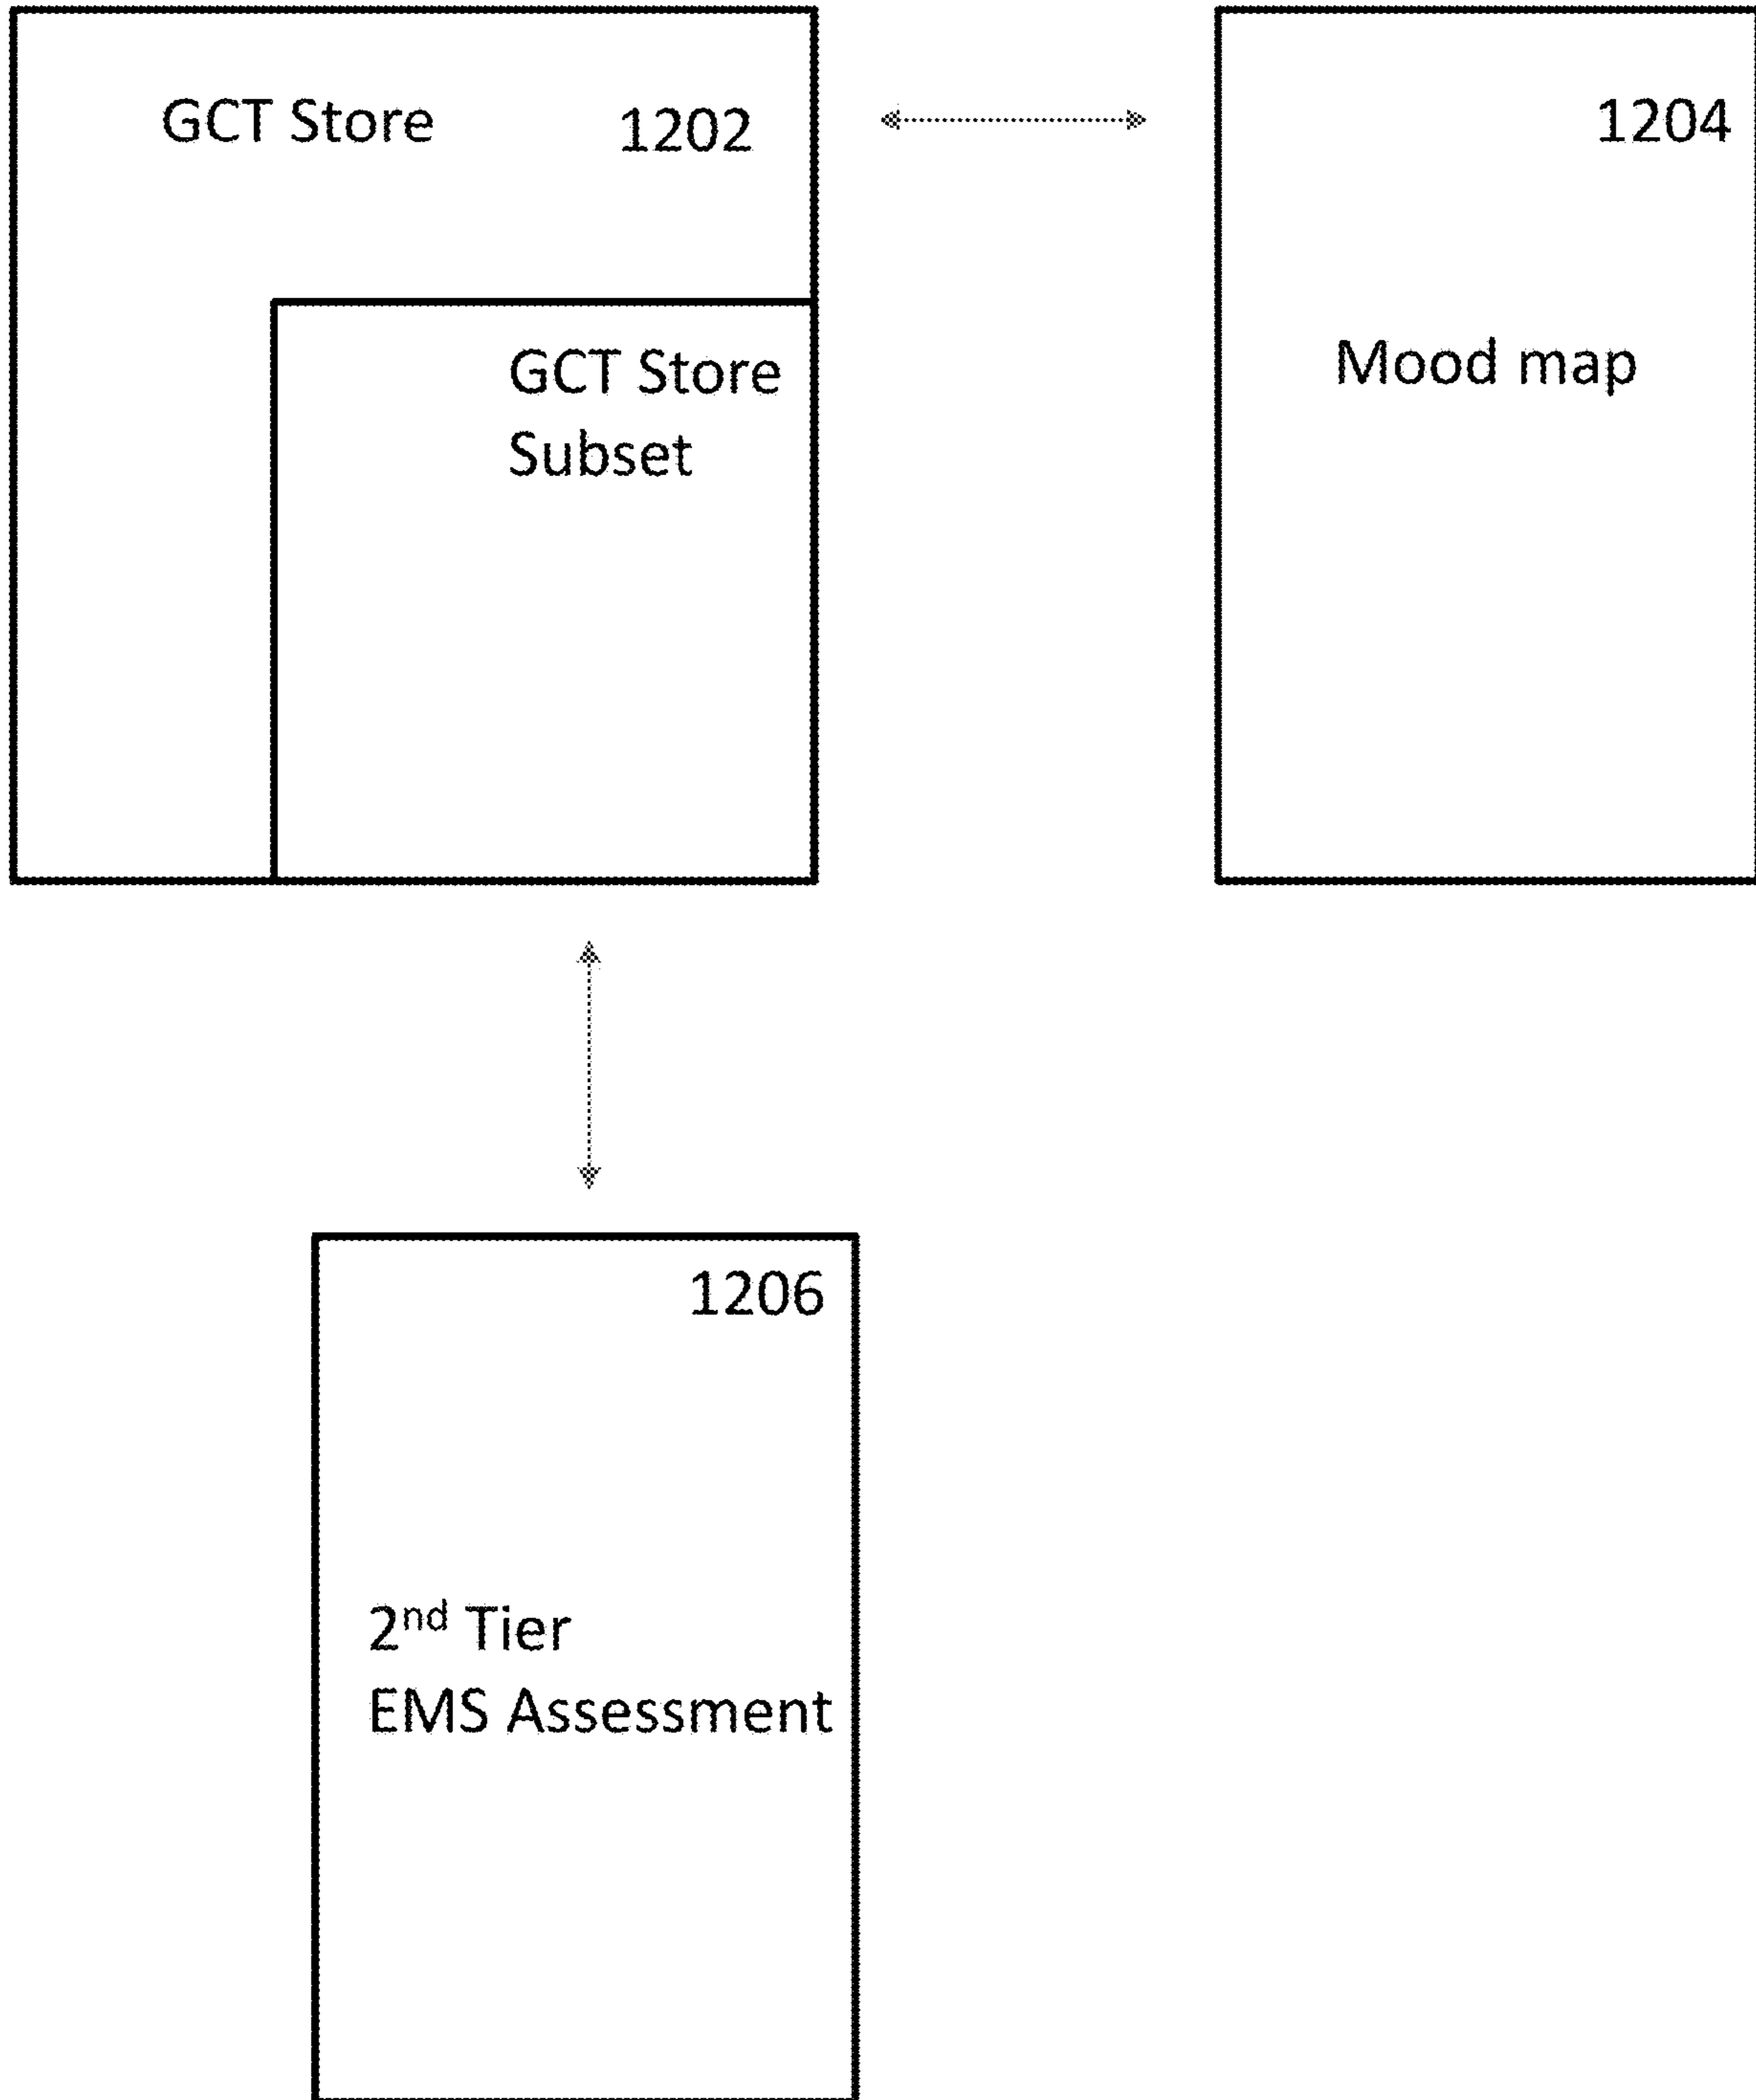 GCT Store 1202
1204
GCT Store
Subset
Mood map
1206
2nd Tier
EMS Assessment